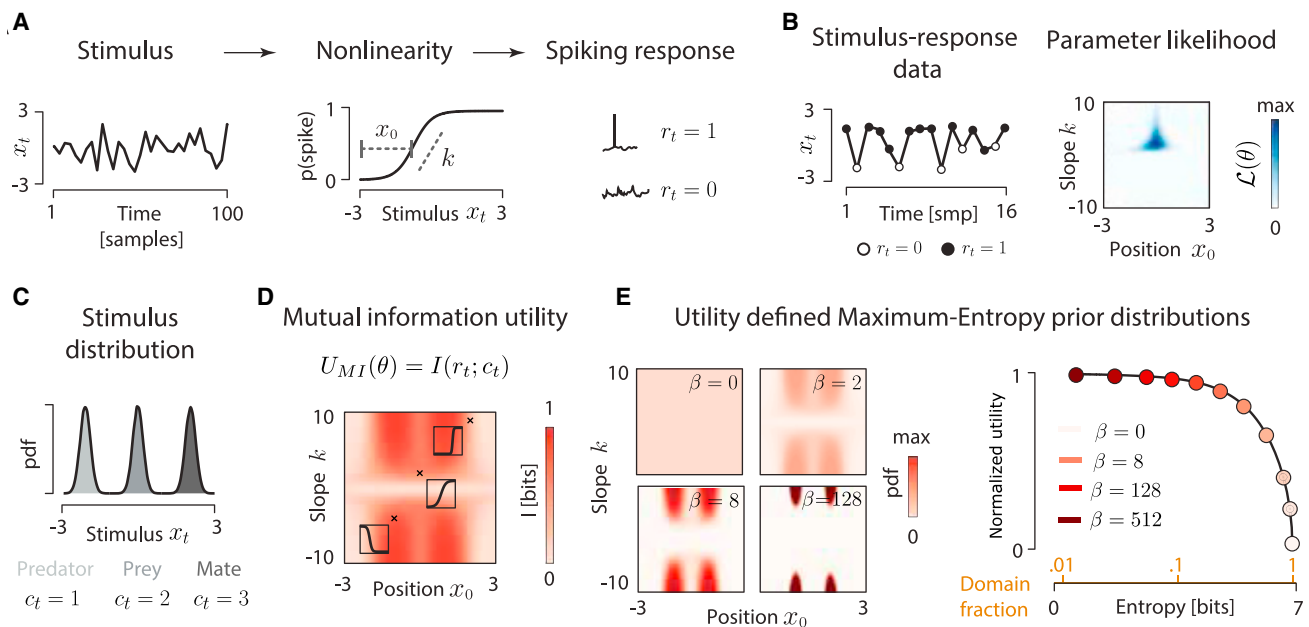 A
Stimulus
Nonlinearity
Spiking response
3
x_t
-3
1
Time
100
[samples]
1
p(spike)
0
x_0
k
-3
Stimulus x_t
3
r_t = 1
r_t = 0
B
Stimulus-response
data
Parameter likelihood
3
x_t
-3
1
16
Time [smp]
r_t = 0
r_t = 1
10
Slope k
-10
-3
3
Position x_0
max
ℒ(θ)
0
C
Stimulus
distribution
pdf
-3
3
Stimulus x_t
Predator
Prey
Mate
c_t = 1
c_t = 2
c_t = 3
D
Mutual information utility
U_{MI}(θ) = I(r_t; c_t)
10
Slope k
-10
-3
3
Position x_0
1
I [bits]
0
E
Utility defined Maximum-Entropy prior distributions
10
β = 0
β = 2
Slope k
β = 8
β=128
-10
-3
3
Position x_0
max
pdf
0
1
Normalized utility
0
β = 0
β = 8
β = 128
β = 512
.01
.1
1
Domain
fraction
0
Entropy [bits]
7